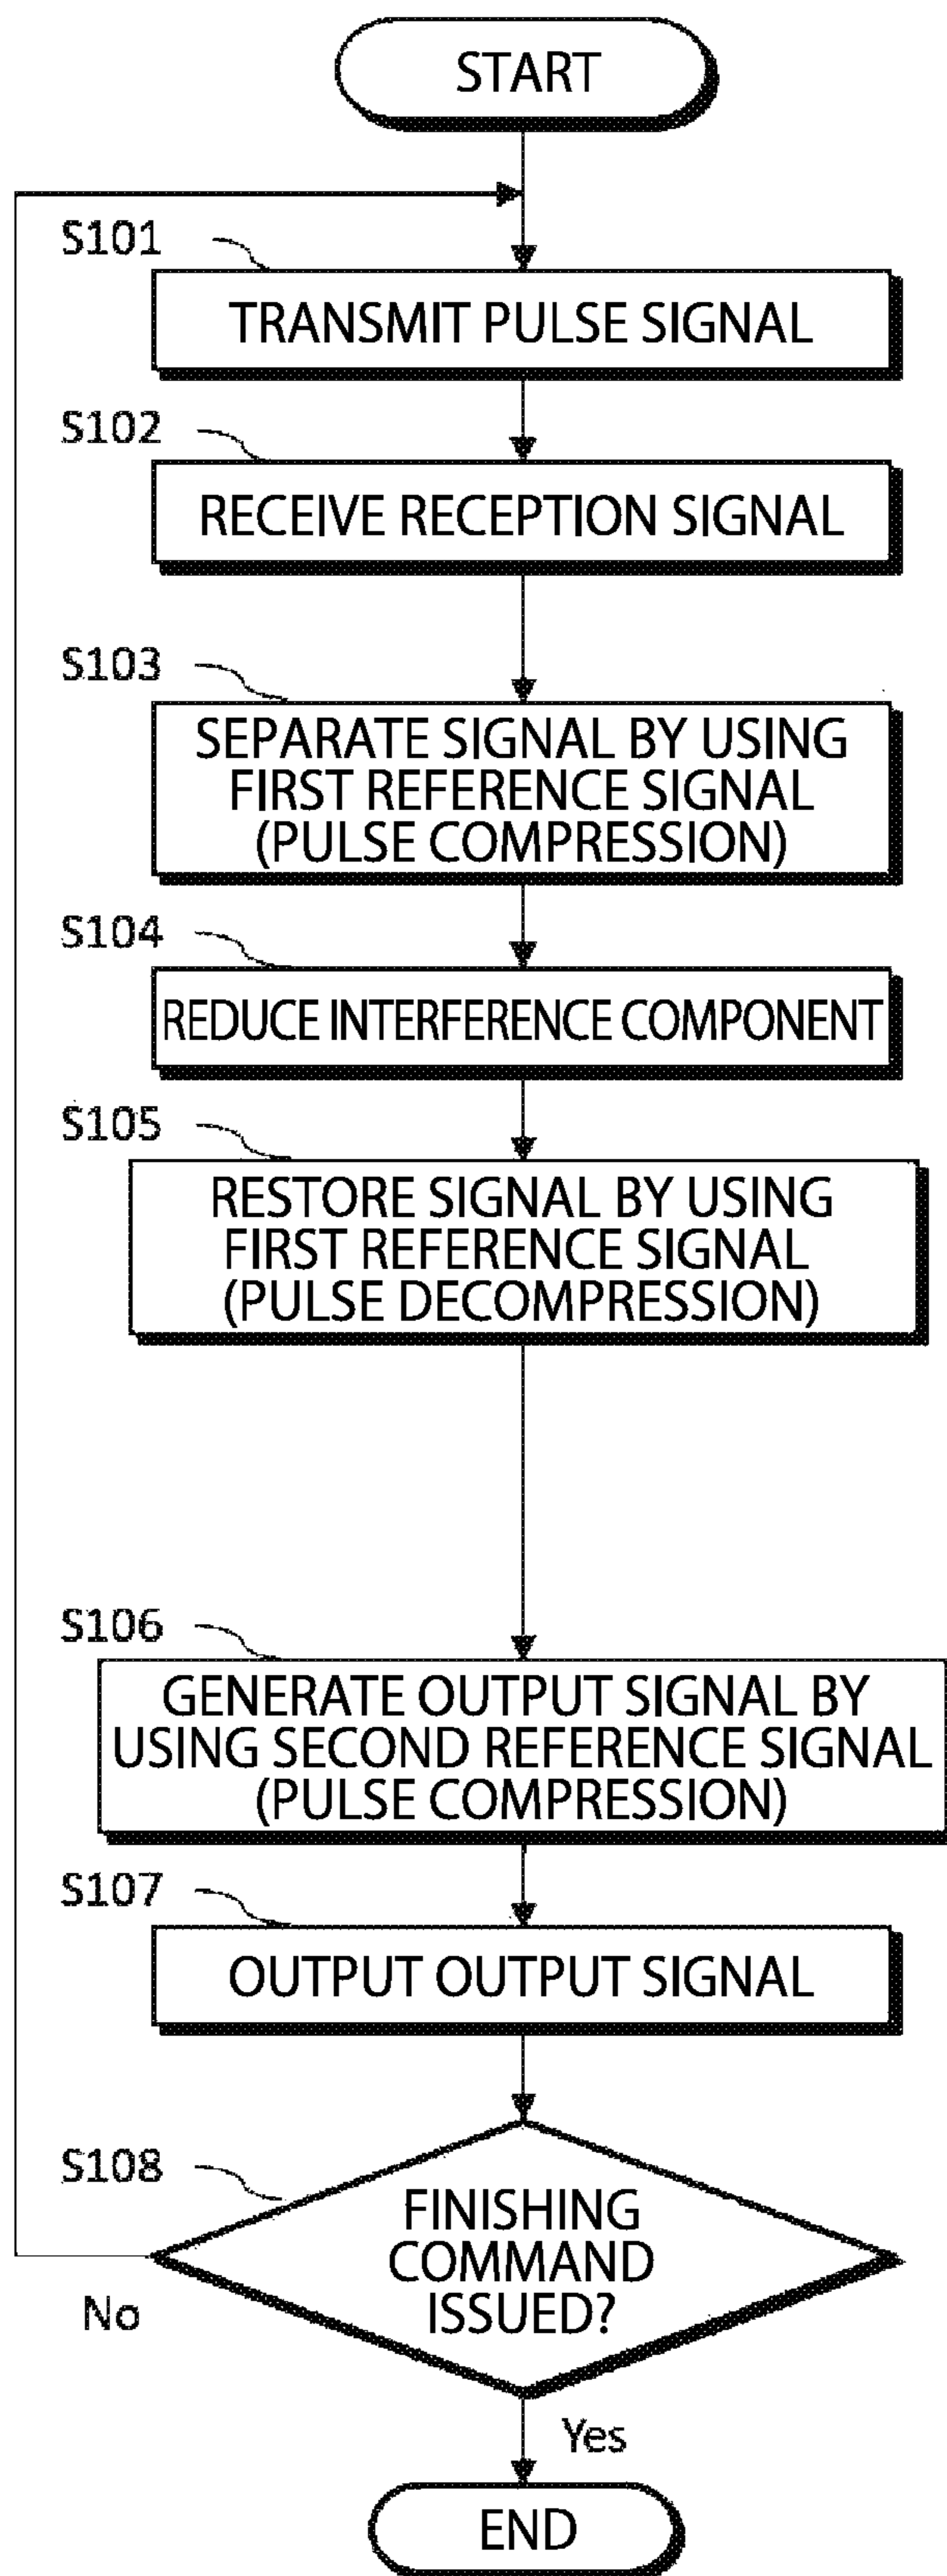 START
S101
TRANSMIT PULSE SIGNAL
S102
RECEIVE RECEPTION SIGNAL
S103
SEPARATE SIGNAL BY USING
FIRST REFERENCE SIGNAL
(PULSE COMPRESSION)
S104
REDUCE INTERFERENCE COMPONENT
S105
RESTORE SIGNAL BY USING
FIRST REFERENCE SIGNAL
(PULSE DECOMPRESSION)
S106
GENERATE OUTPUT SIGNAL BY
USING SECOND REFERENCE SIGNAL
(PULSE COMPRESSION)
S107
OUTPUT OUTPUT SIGNAL
S108
FINISHING
COMMAND
ISSUED?
No
Yes
END